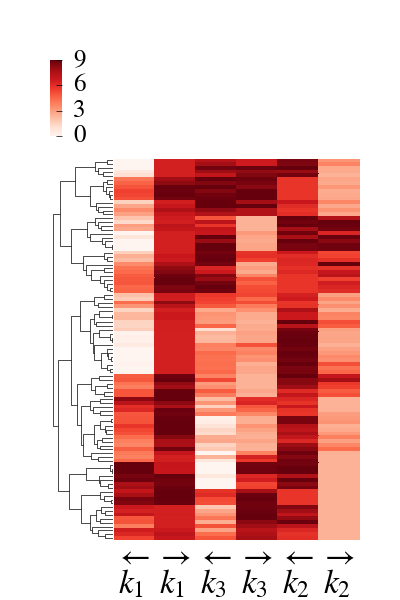 9
6
3
0
← → ← → ← →
k₁ k₁ k₃ k₃ k₂ k₂